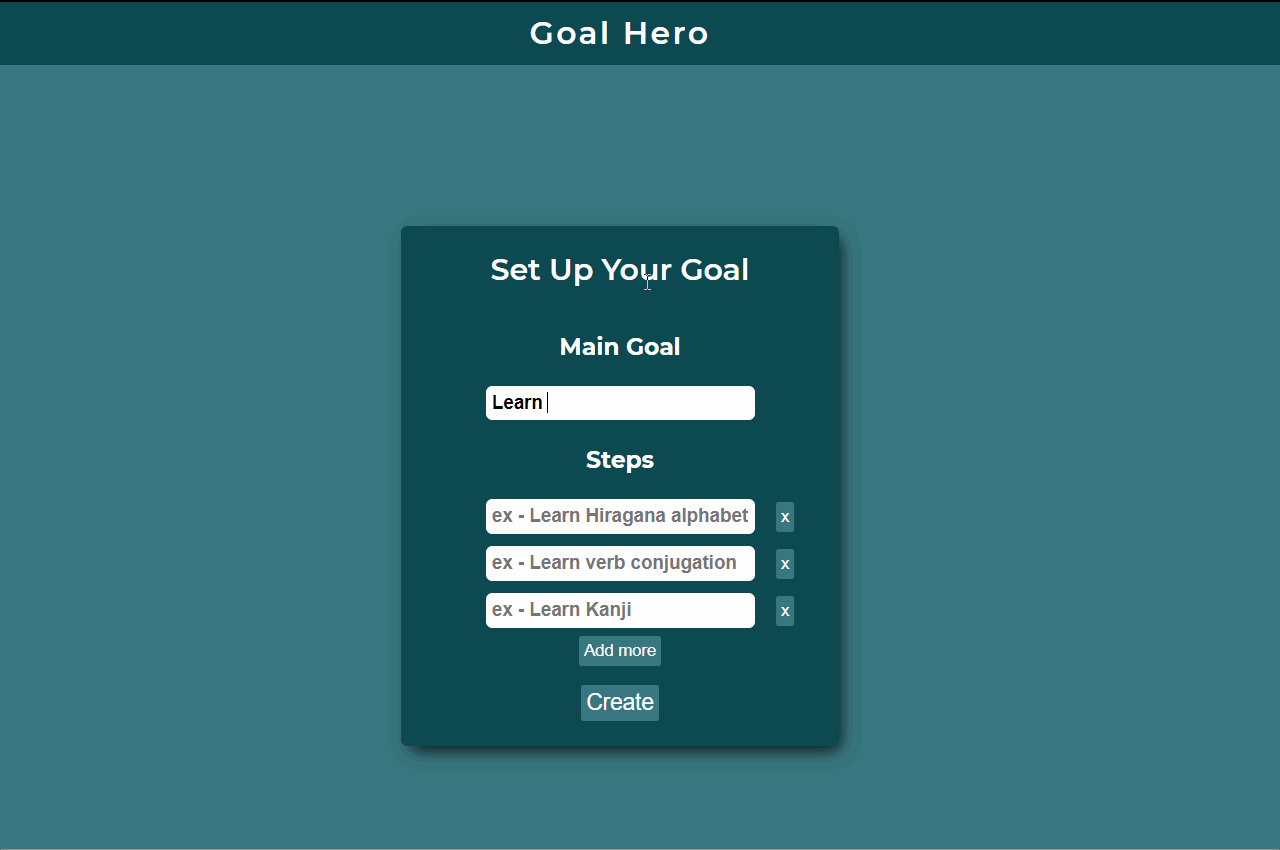 Goal Hero
Set Up Your Goal
Main Goal
Learn
Steps
ex - Learn Hiragana alphabet x
ex - Learn verb conjugation x
ex - Learn Kanji x
Add more
Create